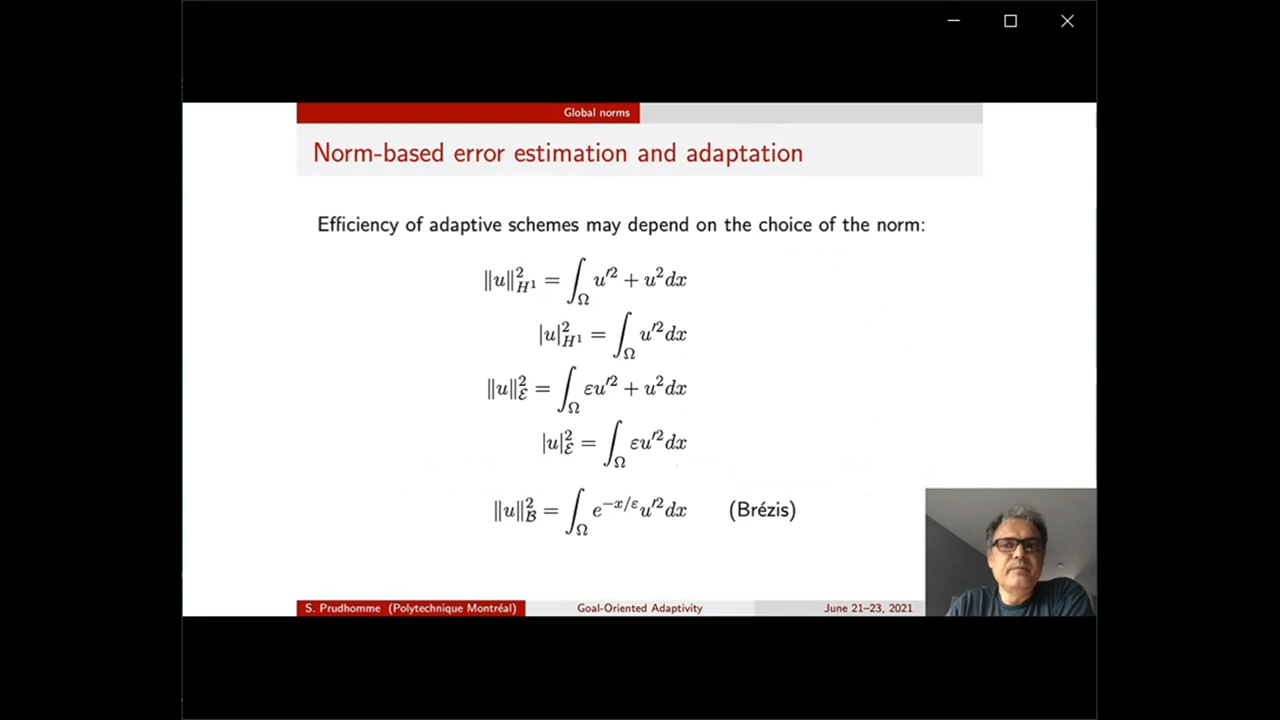 Global norms
Norm-based error estimation and adaptation
Efficiency of adaptive schemes may depend on the choice of the norm:
‖u‖²_{H¹} = ∫_Ω u′² + u² dx
|u|²_{H¹} = ∫_Ω u′² dx
‖u‖²_ℰ = ∫_Ω εu′² + u² dx
|u|²_ℰ = ∫_Ω εu′² dx
‖u‖²_ℬ = ∫_Ω e^{−x/ε} u′² dx (Brézis)
S. Prudhomme (Polytechnique Montréal) Goal-Oriented Adaptivity June 21–23, 2021